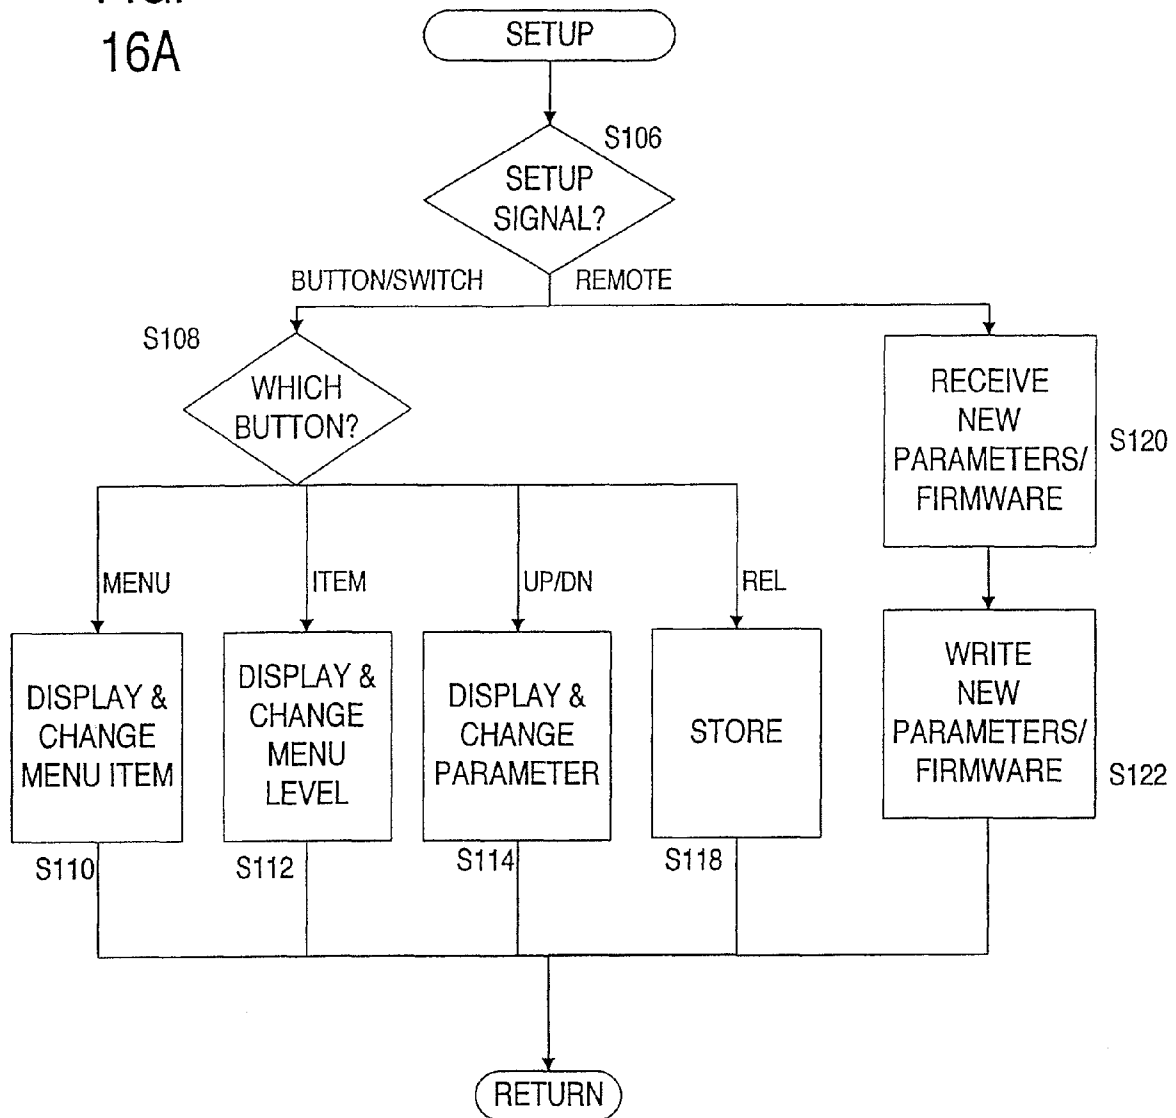 16A
SETUP
S106
SETUP
SIGNAL?
BUTTON/SWITCH
REMOTE
S108
WHICH
BUTTON?
RECEIVE
NEW
PARAMETERS/
FIRMWARE
S120
MENU
ITEM
UP/DN
REL
DISPLAY &
CHANGE
MENU ITEM
DISPLAY &
CHANGE
MENU
LEVEL
DISPLAY &
CHANGE
PARAMETER
STORE
WRITE
NEW
PARAMETERS/
FIRMWARE
S122
S110
S112
S114
S118
RETURN